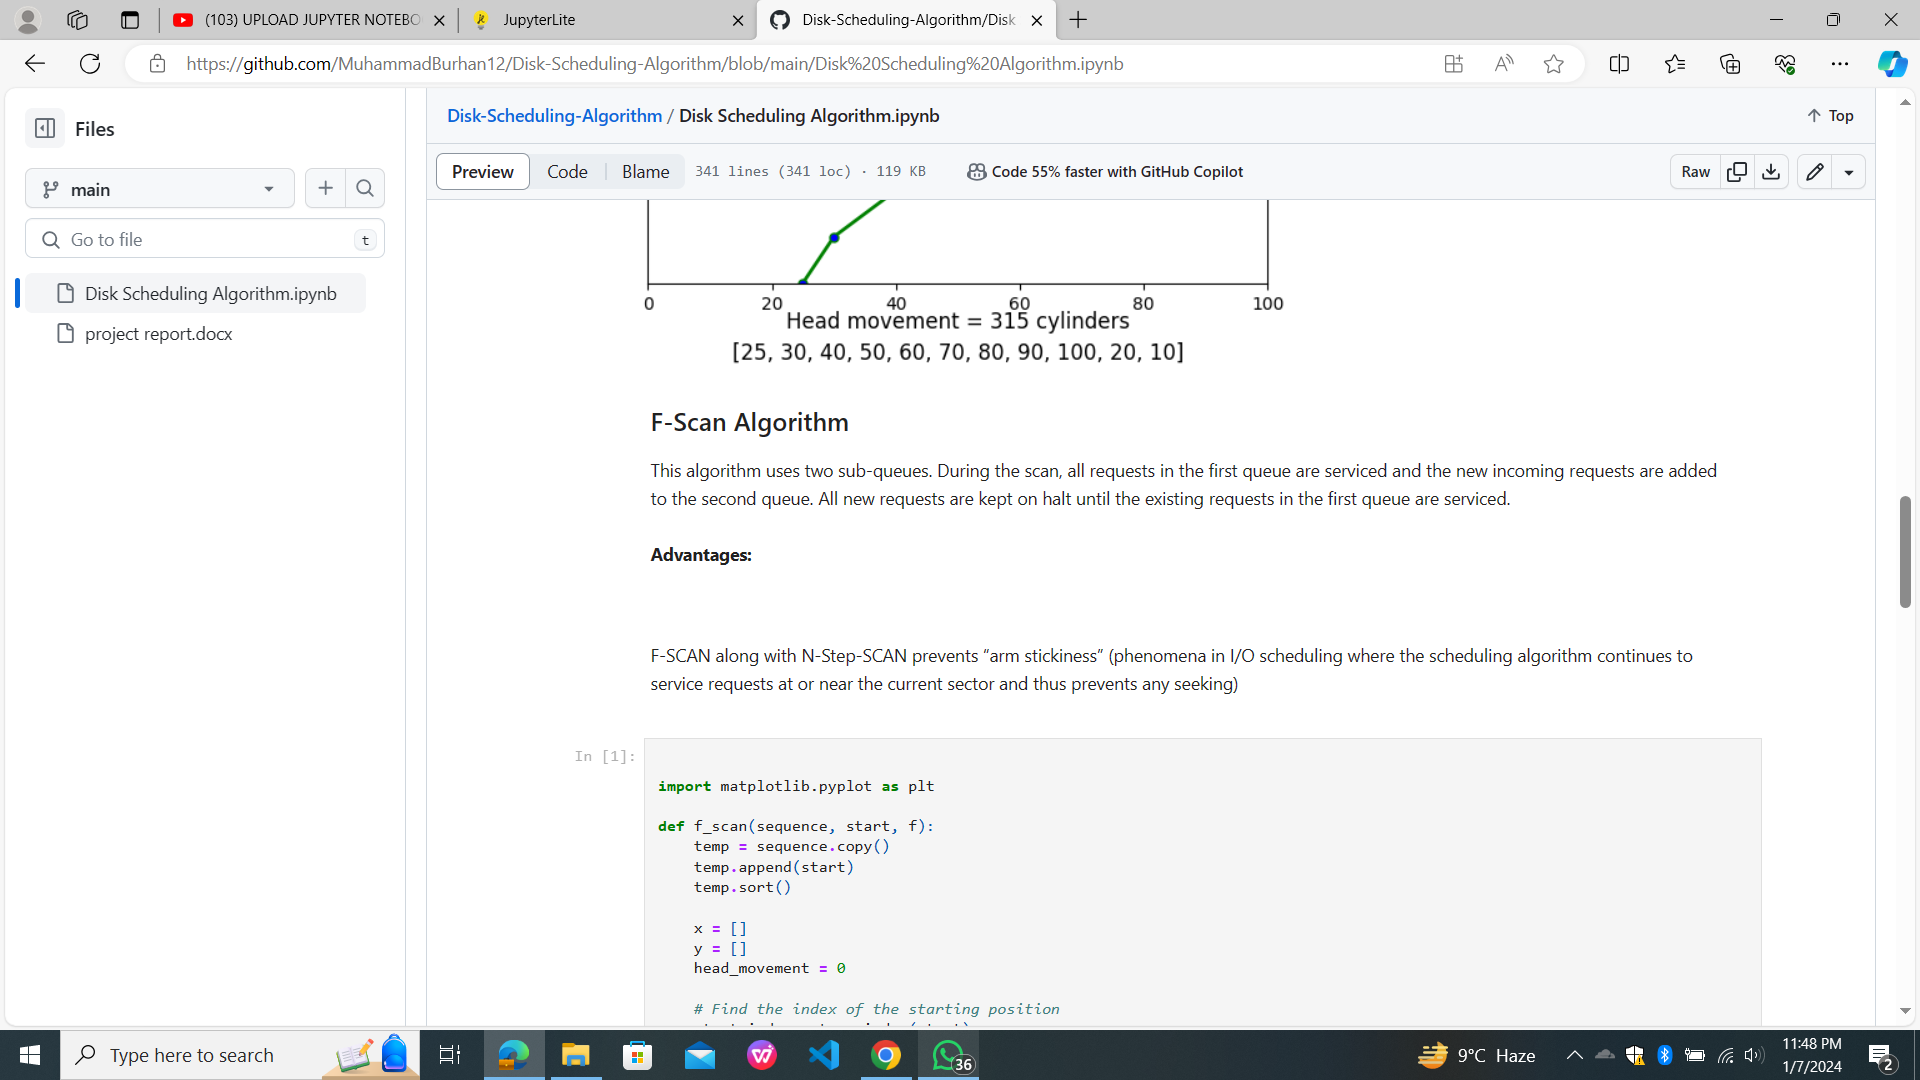 (103) UPLOAD JUPYTER NOTEBO
JupyterLite
Disk-Scheduling-Algorithm/Disk
https://github.com/MuhammadBurhan12/Disk-Scheduling-Algorithm/blob/main/Disk%20Scheduling%20Algorithm.ipynb
Files
main
Go to file
t
Disk Scheduling Algorithm.ipynb
project report.docx
Disk-Scheduling-Algorithm / Disk Scheduling Algorithm.ipynb
Top
Preview
Code
Blame
341 lines (341 loc) · 119 KB
Code 55% faster with GitHub Copilot
Raw
0 20 40 60 80 100
Head movement = 315 cylinders
[25, 30, 40, 50, 60, 70, 80, 90, 100, 20, 10]
F-Scan Algorithm
This algorithm uses two sub-queues. During the scan, all requests in the first queue are serviced and the new incoming requests are added
to the second queue. All new requests are kept on halt until the existing requests in the first queue are serviced.
Advantages:
F-SCAN along with N-Step-SCAN prevents “arm stickiness” (phenomena in I/O scheduling where the scheduling algorithm continues to
service requests at or near the current sector and thus prevents any seeking)
In [1]:
import matplotlib.pyplot as plt
def f_scan(sequence, start, f):
temp = sequence.copy()
temp.append(start)
temp.sort()
x = []
y = []
head_movement = 0
# Find the index of the starting position
Type here to search
36
9°C Haze
11:48 PM
1/7/2024
2